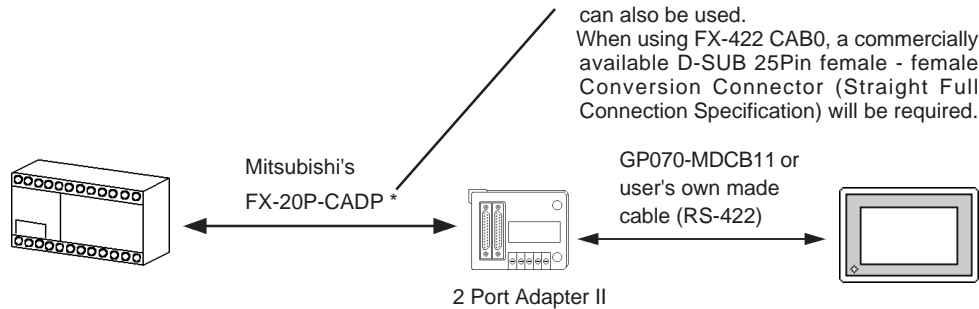 can also be used.
When using FX-422 CAB0, a commercially
available D-SUB 25Pin female - female
Conversion Connector (Straight Full
Connection Specification) will be required.
Mitsubishi's
FX-20P-CADP *
GP070-MDCB11 or
user's own made
cable (RS-422)
2 Port Adapter II